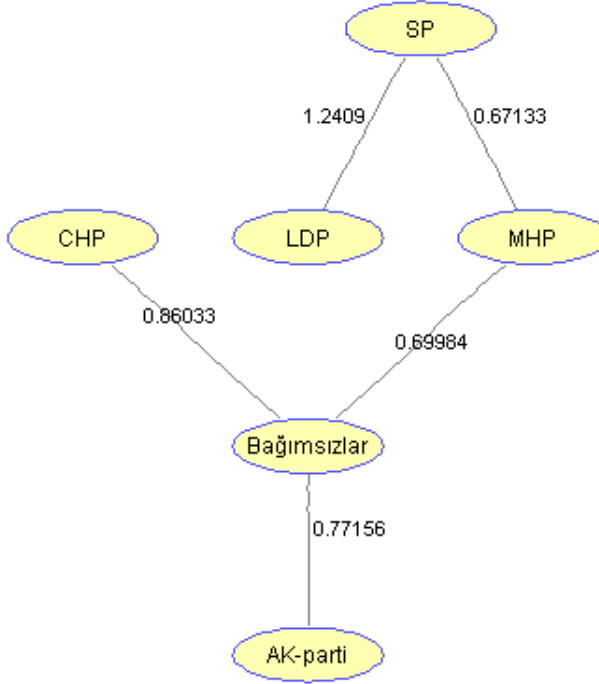 SP
1.2409
0.67133
CHP
LDP
MHP
0.86033
0.69984
Bağımsızlar
0.77156
AK-parti